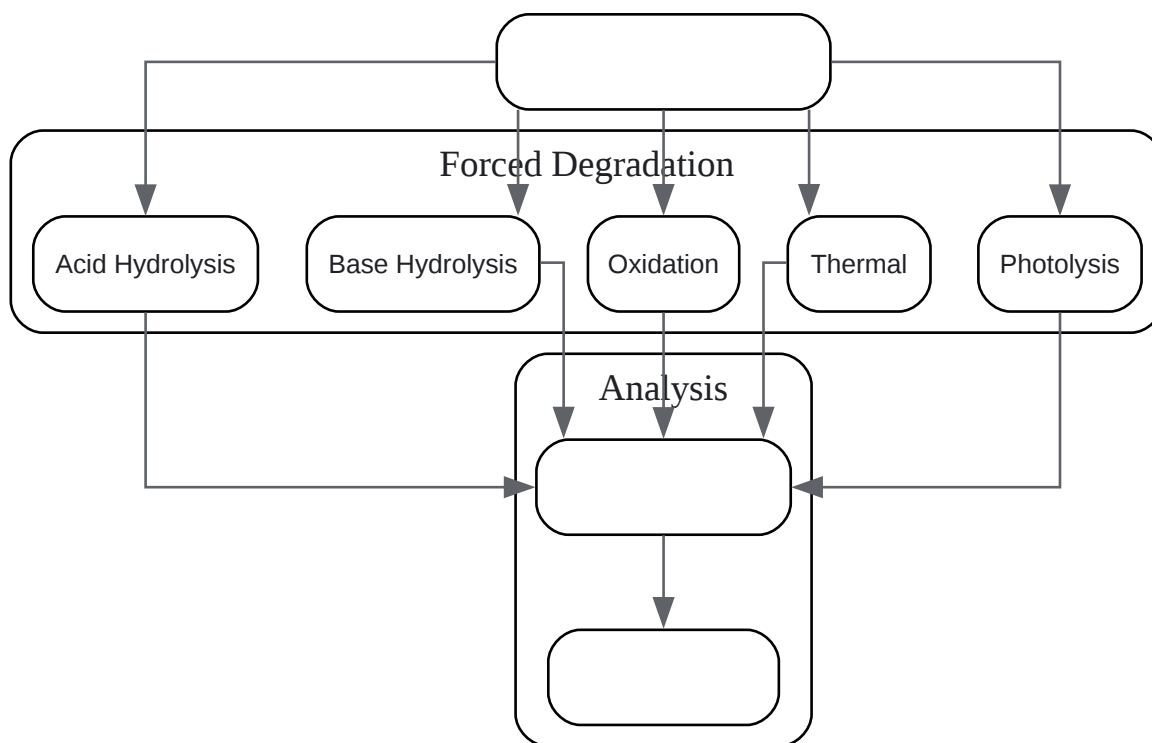 Forced Degradation
Acid Hydrolysis
Base Hydrolysis
Oxidation
Thermal
Photolysis
Analysis